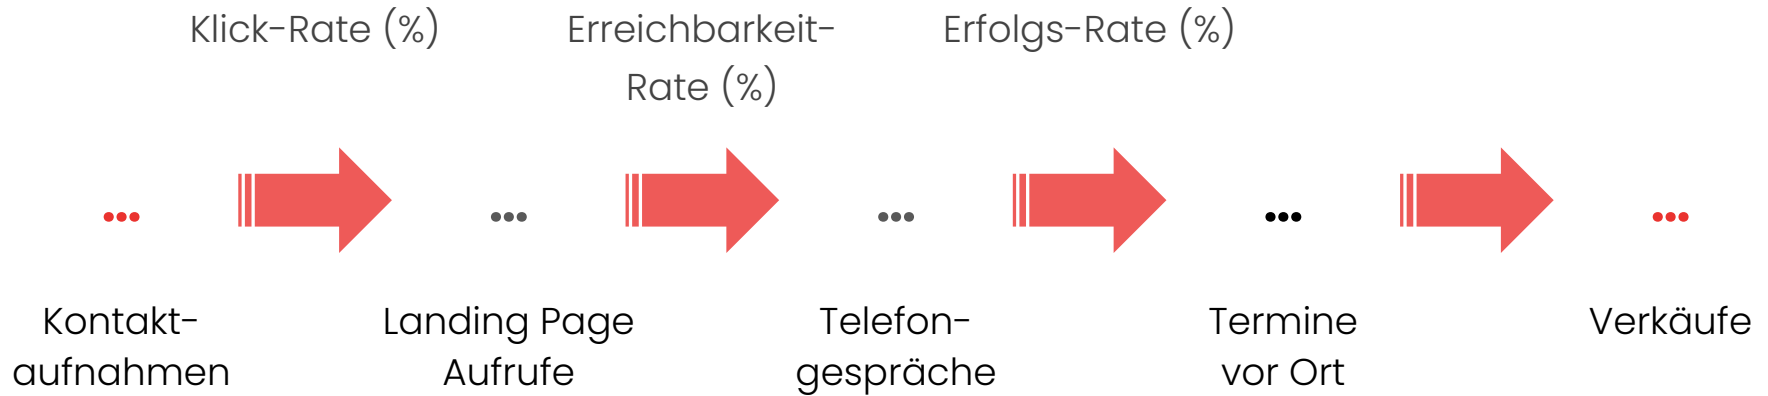 Klick-Rate (%)
Erreichbarkeit-
Rate (%)
Erfolgs-Rate (%)
...
...
...
...
...
Kontakt-
aufnahmen
Landing Page
Aufrufe
Telefon-
gespräche
Termine
vor Ort
Verkäufe